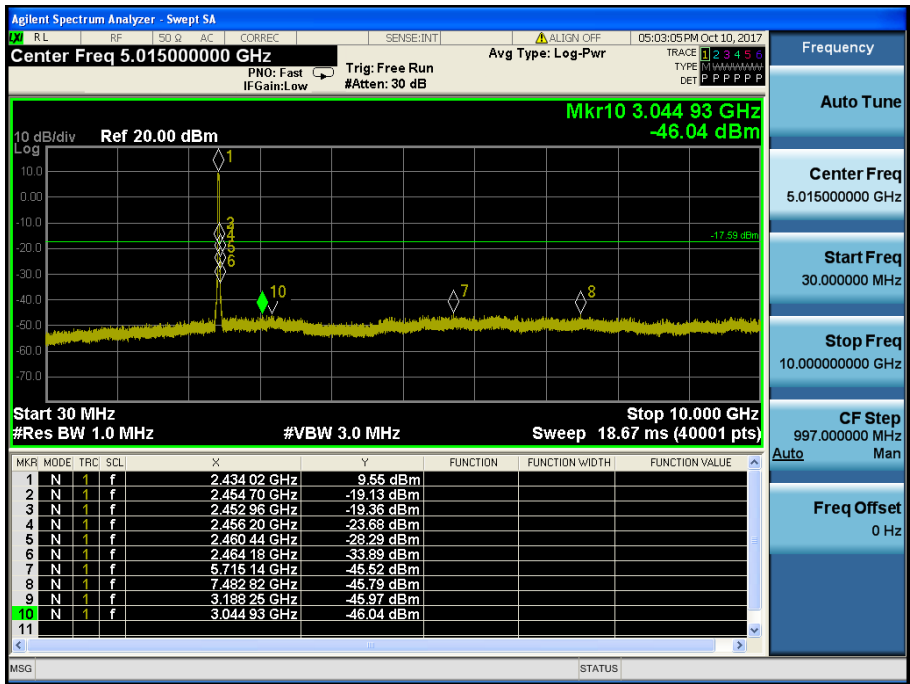 Agilent Spectrum Analyzer - Swept SA
LXI RL RF 50 Ω AC CORREC SENSE:INT ALIGN OFF 05:03:05 PM Oct 10, 2017
Center Freq 5.015000000 GHz
PNO: Fast
IFGain:Low
Trig: Free Run
#Atten: 30 dB
Avg Type: Log-Pwr
TRACE 1 2 3 4 5 6
TYPE M WWWWW
DET P P P P P P
Mkr10 3.044 93 GHz
-46.04 dBm
10 dB/div Ref 20.00 dBm
Log
10.0
0.00
-10.0
-20.0
-30.0
-40.0
-50.0
-60.0
-70.0
1
2
4
5
6
10
7
8
-17.59 dBm
Start 30 MHz Stop 10.000 GHz
#Res BW 1.0 MHz #VBW 3.0 MHz Sweep 18.67 ms (40001 pts)
MKR MODE TRC SCL X Y FUNCTION FUNCTION WIDTH FUNCTION VALUE
1 N 1 f 2.434 02 GHz 9.55 dBm
2 N 1 f 2.454 70 GHz -19.13 dBm
3 N 1 f 2.452 96 GHz -19.36 dBm
4 N 1 f 2.456 20 GHz -23.68 dBm
5 N 1 f 2.460 44 GHz -28.29 dBm
6 N 1 f 2.464 18 GHz -33.89 dBm
7 N 1 f 5.715 14 GHz -45.52 dBm
8 N 1 f 7.482 82 GHz -45.79 dBm
9 N 1 f 3.188 25 GHz -45.97 dBm
10 N 1 f 3.044 93 GHz -46.04 dBm
11
MSG STATUS
Frequency
Auto Tune
Center Freq
5.015000000 GHz
Start Freq
30.000000 MHz
Stop Freq
10.000000000 GHz
CF Step
997.000000 MHz
Auto Man
Freq Offset
0 Hz